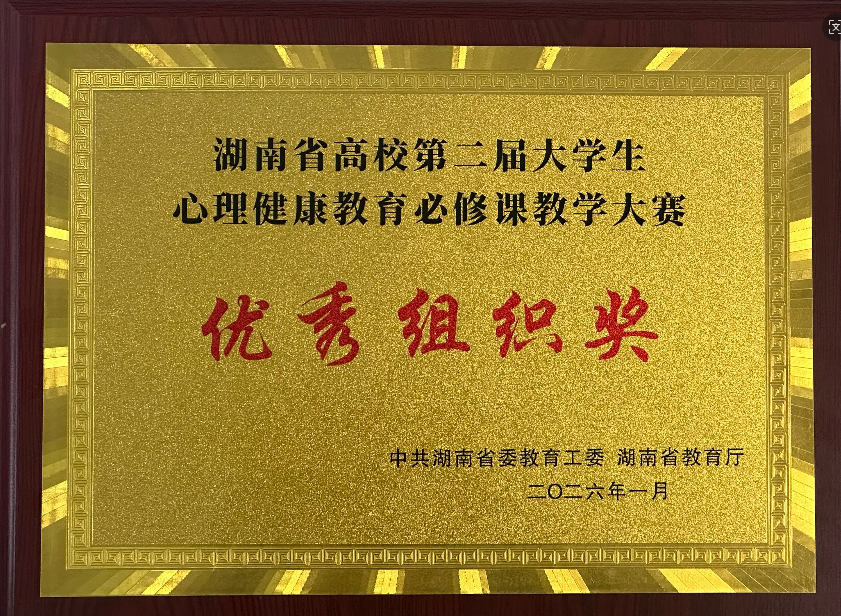 湖南省高校第二届大学生
心理健康教育必修课教学大赛
优秀组织奖
中共湖南省委教育工委 湖南省教育厅
二〇二六年一月